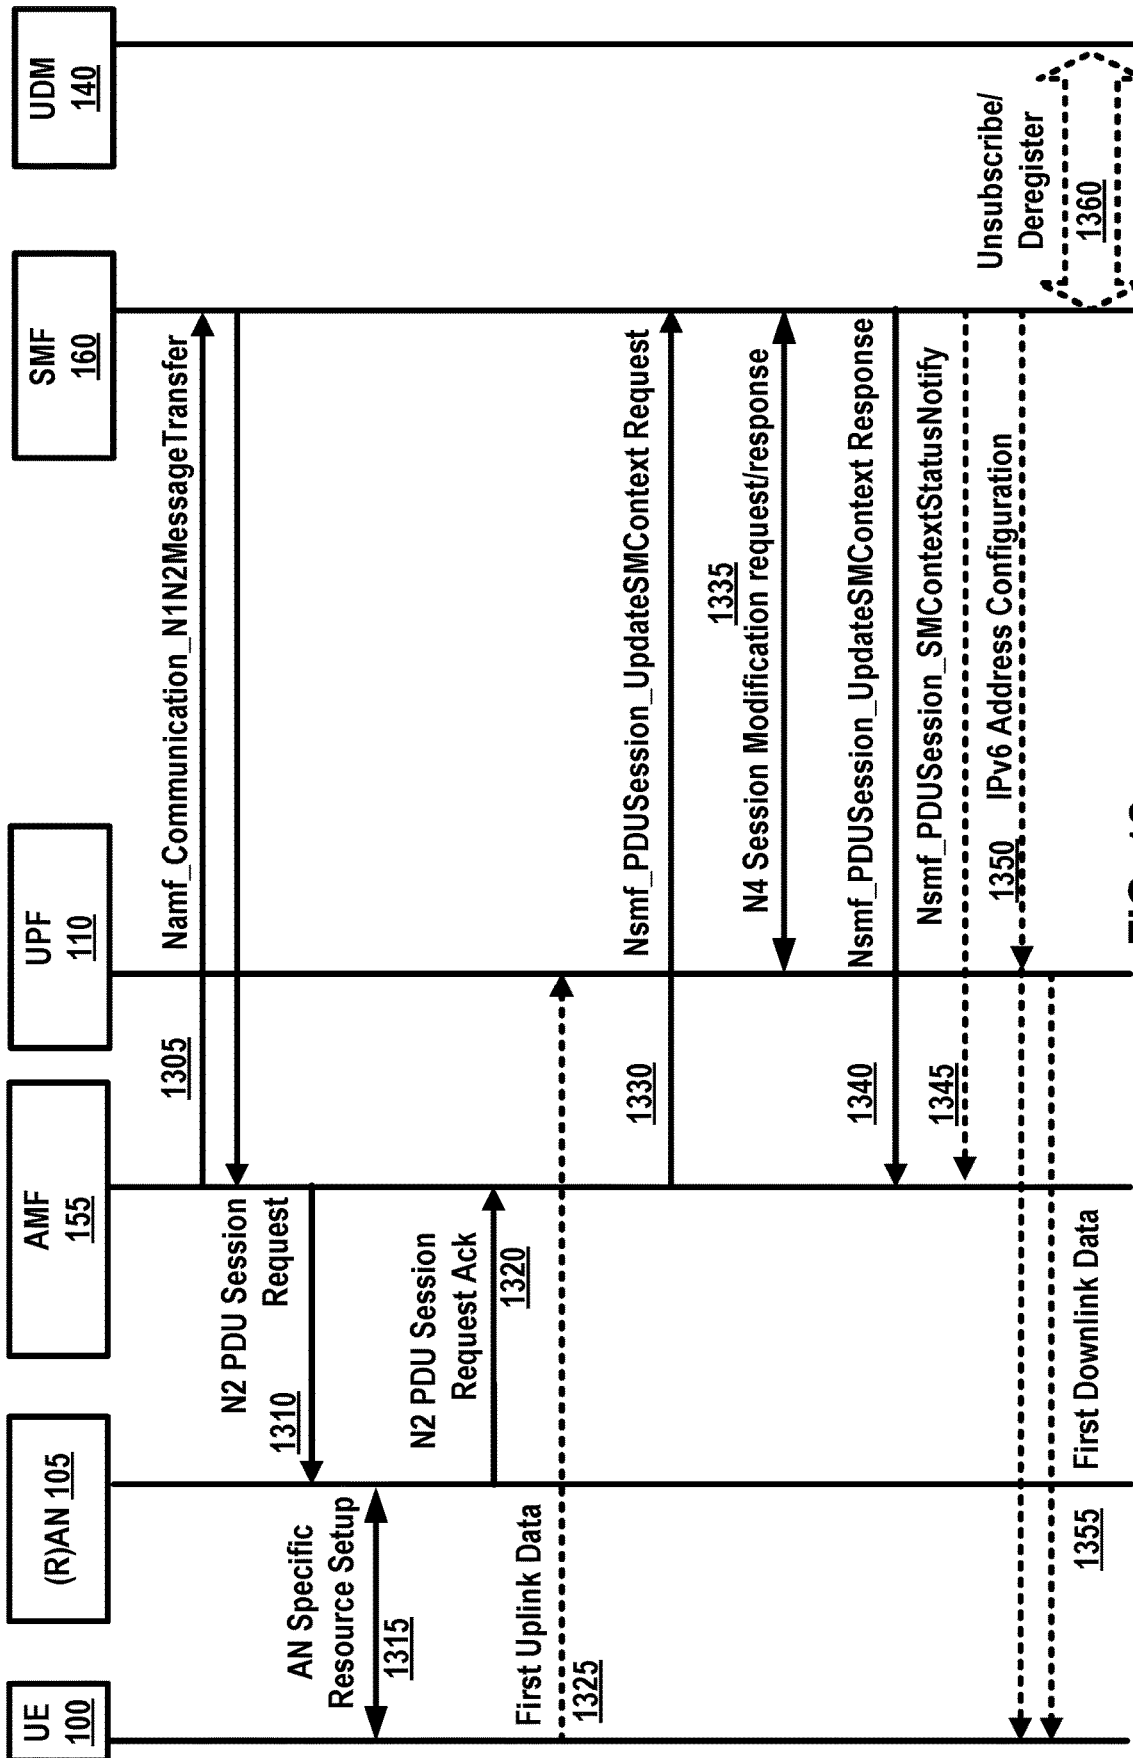 UE
100
(R)AN 105
AMF
155
UPF
110
SMF
160
UDM
140
1305
Namf_Communication_N1N2MessageTransfer
N2 PDU Session
Request
1310
AN Specific
Resource Setup
1315
N2 PDU Session
Request Ack
1320
First Uplink Data
1325
1330
Nsmf_PDUSession_UpdateSMContext Request
1335
N4 Session Modification request/response
1340
Nsmf_PDUSession_UpdateSMContext Response
1345
Nsmf_PDUSession_SMContextStatusNotify
1350
IPv6 Address Configuration
First Downlink Data
1355
Unsubscribe/
Deregister
1360